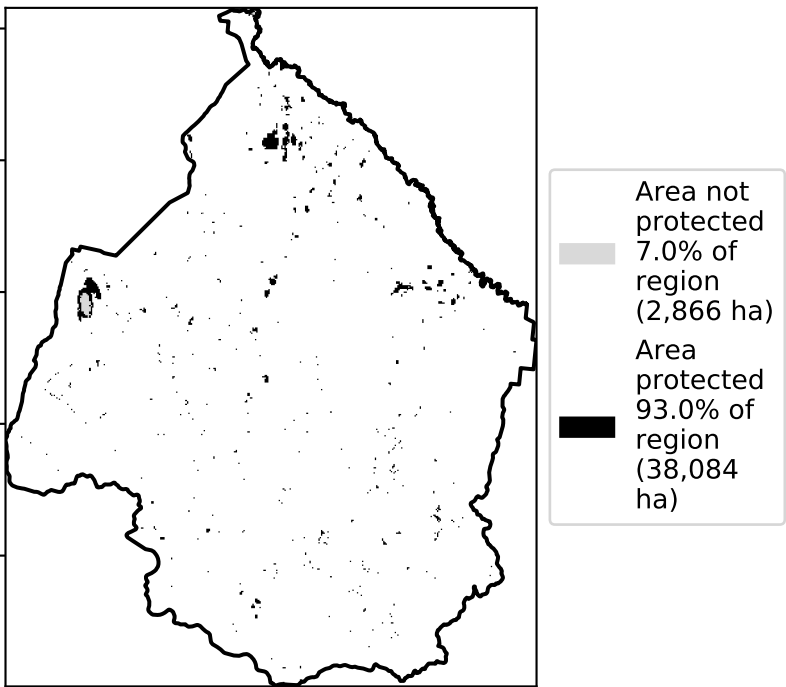 Area not
protected
7.0% of
region
(2,866 ha)
Area
protected
93.0% of
region
(38,084
ha)